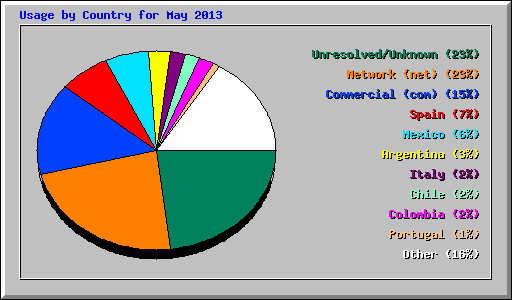 Usage by Country for May 2013
Unresolved/Unknown (23%)
Network (net) (23%)
Commercial (com) (15%)
Spain (7%)
Mexico (6%)
Argentina (3%)
Italy (2%)
Chile (2%)
Colombia (2%)
Portugal (1%)
Other (16%)